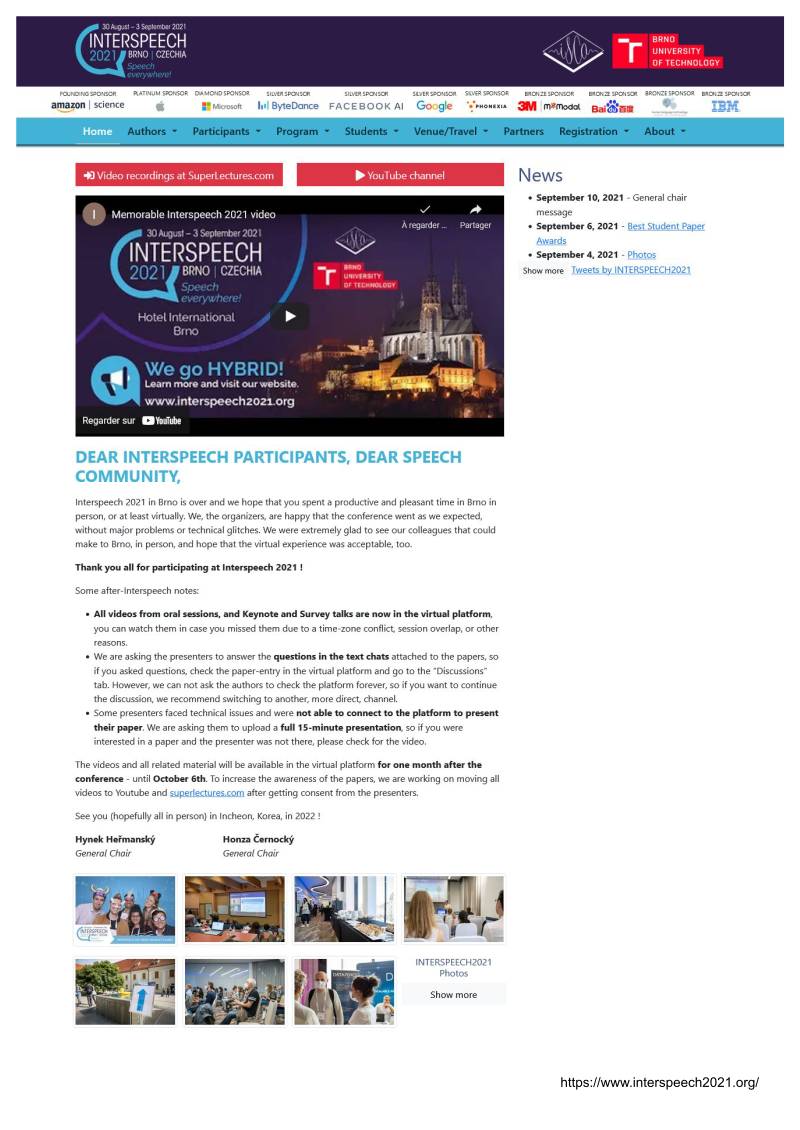 30 August – 3 September 2021
INTERSPEECH
2021 BRNO | CZECHIA
Speech
everywhere!
BRNO
UNIVERSITY
OF TECHNOLOGY
FOUNDING SPONSOR PLATINUM SPONSOR DIAMOND SPONSOR SILVER SPONSOR SILVER SPONSOR SILVER SPONSOR SILVER SPONSOR BRONZE SPONSOR BRONZE SPONSOR BRONZE SPONSOR BRONZE SPONSOR
amazon | science Microsoft ByteDance FACEBOOK AI Google PHONEXIA 3M | m*modal Bai du 百度 IBM
Home Authors Participants Program Students Venue/Travel Partners Registration About
Video recordings at SuperLectures.com YouTube channel
I Memorable Interspeech 2021 video
À regarder ... Partager
30 August – 3 September 2021
INTERSPEECH
2021 BRNO | CZECHIA
Speech
everywhere!
BRNO
UNIVERSITY
OF TECHNOLOGY
Hotel International
Brno
We go HYBRID!
Learn more and visit our website.
www.interspeech2021.org
Regarder sur YouTube
News
September 10, 2021 - General chair
message
September 6, 2021 - Best Student Paper
Awards
September 4, 2021 - Photos
Show more Tweets by INTERSPEECH2021
DEAR INTERSPEECH PARTICIPANTS, DEAR SPEECH
COMMUNITY,
Interspeech 2021 in Brno is over and we hope that you spent a productive and pleasant time in Brno in
person, or at least virtually. We, the organizers, are happy that the conference went as we expected,
without major problems or technical glitches. We were extremely glad to see our colleagues that could
make to Brno, in person, and hope that the virtual experience was acceptable, too.
Thank you all for participating at Interspeech 2021 !
Some after-Interspeech notes:
All videos from oral sessions, and Keynote and Survey talks are now in the virtual platform,
you can watch them in case you missed them due to a time-zone conflict, session overlap, or other
reasons.
We are asking the presenters to answer the questions in the text chats attached to the papers, so
if you asked questions, check the paper-entry in the virtual platform and go to the "Discussions"
tab. However, we can not ask the authors to check the platform forever, so if you want to continue
the discussion, we recommend switching to another, more direct, channel.
Some presenters faced technical issues and were not able to connect to the platform to present
their paper. We are asking them to upload a full 15-minute presentation, so if you were
interested in a paper and the presenter was not there, please check for the video.
The videos and all related material will be available in the virtual platform for one month after the
conference - until October 6th. To increase the awareness of the papers, we are working on moving all
videos to Youtube and superlectures.com after getting consent from the presenters.
See you (hopefully all in person) in Incheon, Korea, in 2022 !
Hynek Heřmanský Honza Černocký
General Chair General Chair
INTERSPEECH2021
Photos
Show more
https://www.interspeech2021.org/